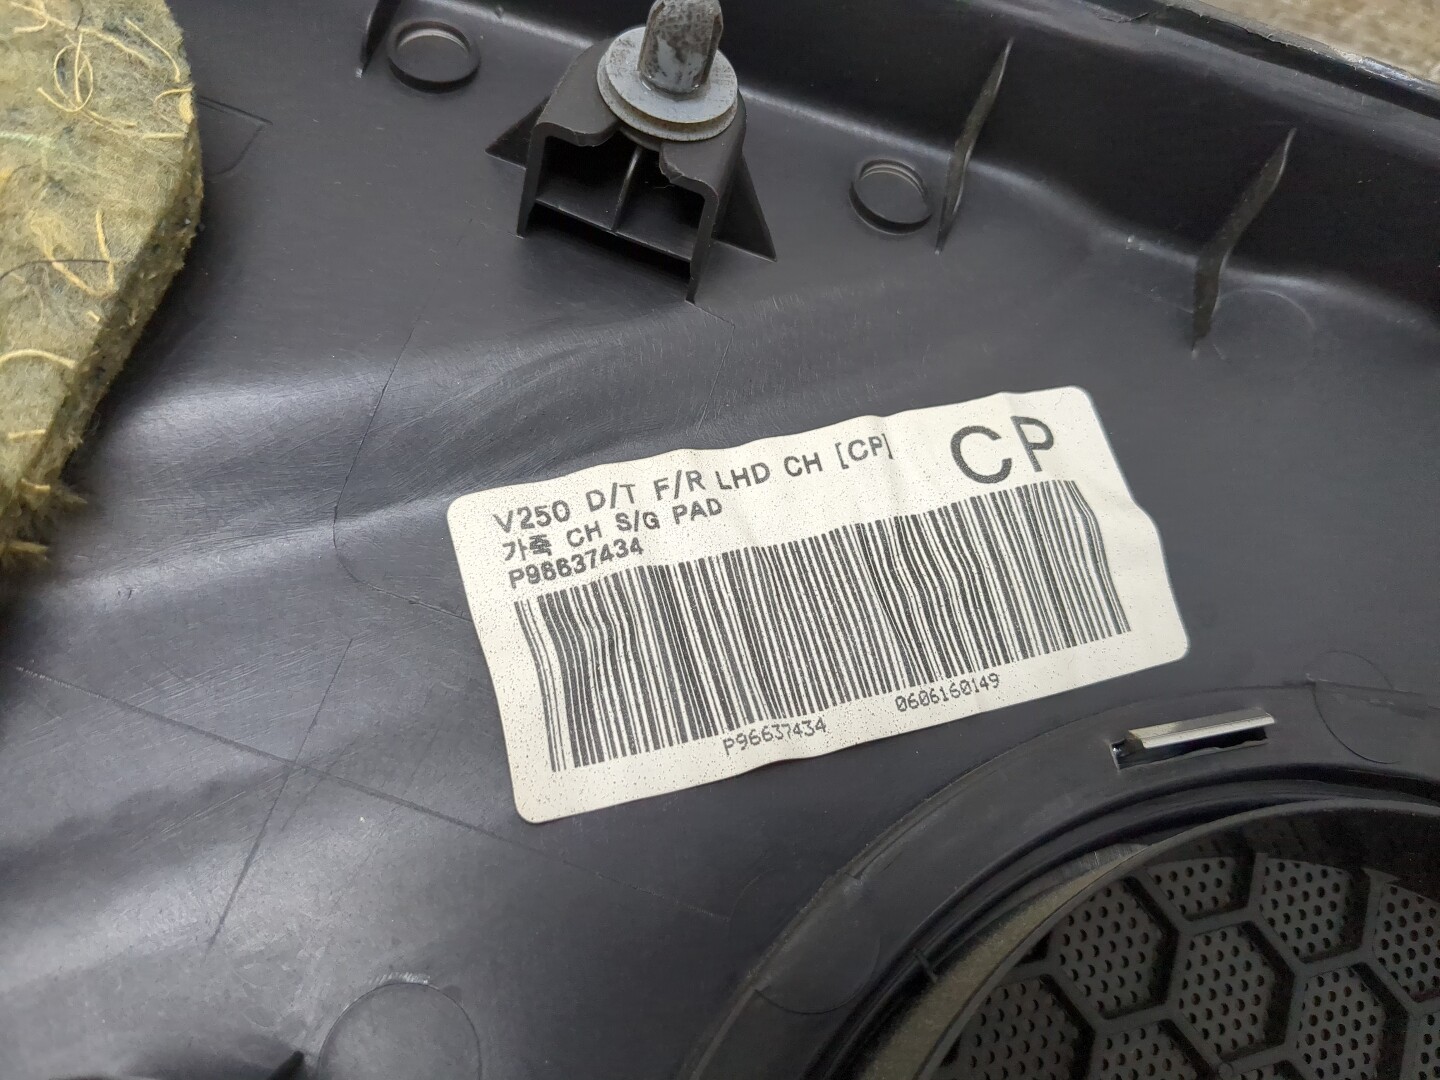 V250 D/T F/R LHD CH [CP]
CP
가죽 CH S/G PAD
P96637434
P96637434
0606160149